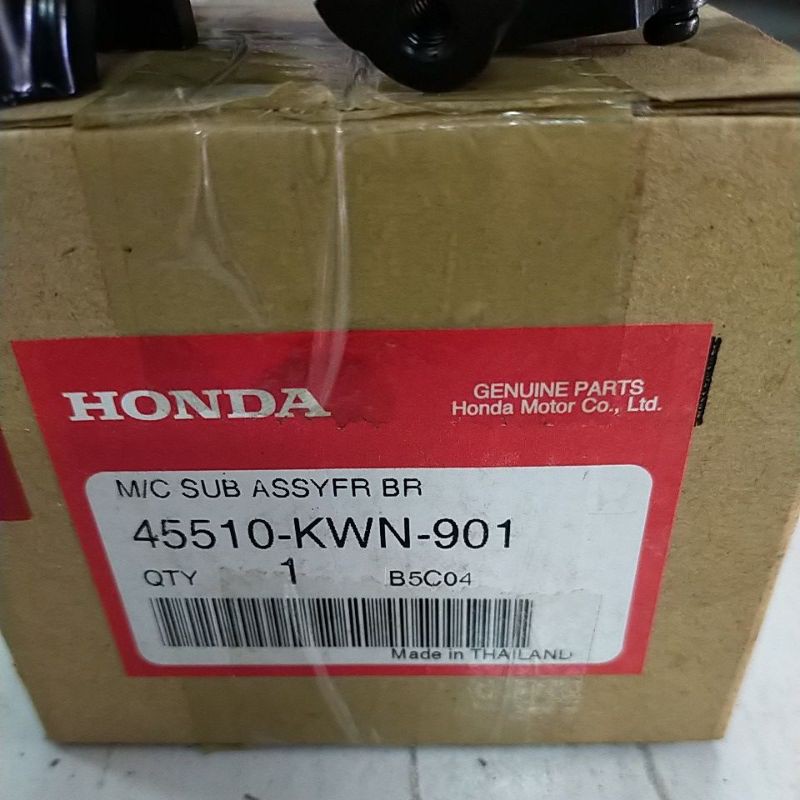 HONDA
GENUINE PARTS
Honda Motor Co., Ltd.
M/C SUB ASSYFR BR
45510-KWN-901
QTY 1 B5C04
Made in THAILAND